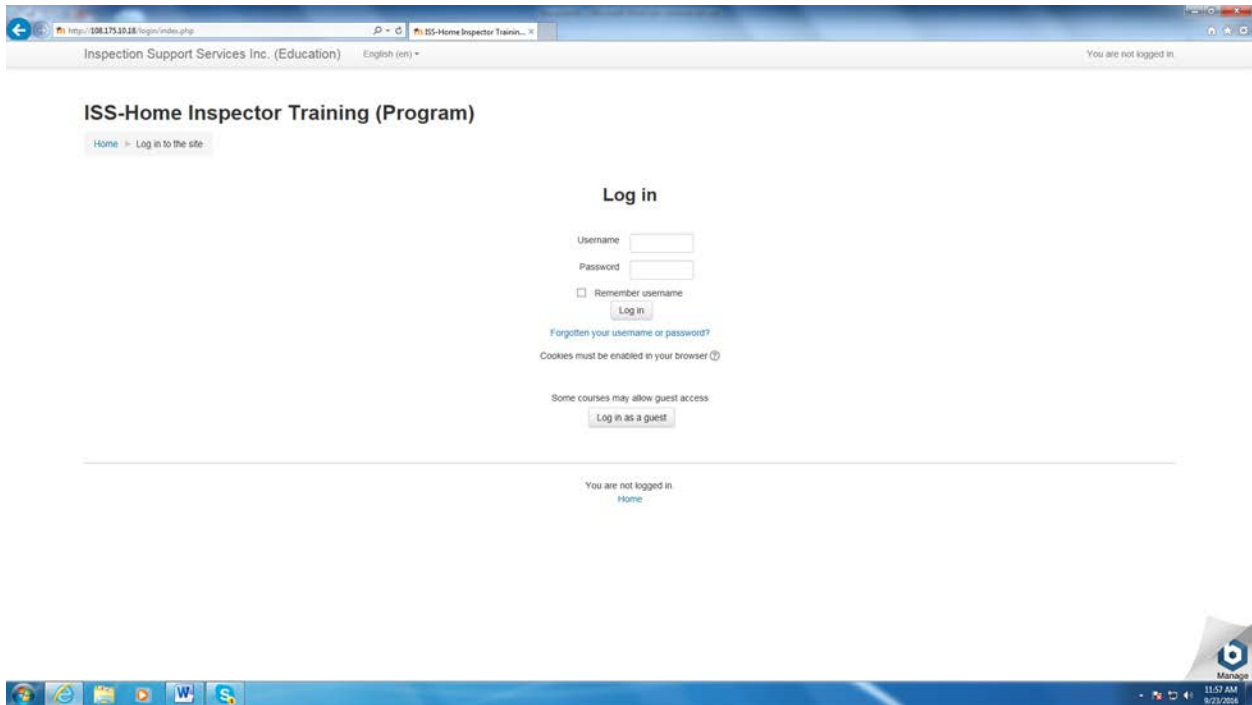 http://108.175.10.18/login/index.php
ISS-Home Inspector Trainin...
Inspection Support Services Inc. (Education) English (en)
You are not logged in.
ISS-Home Inspector Training (Program)
Home Log in to the site
Log in
Username
Password
Remember username
Log in
Forgotten your username or password?
Cookies must be enabled in your browser
Some courses may allow guest access
Log in as a guest
You are not logged in.
Home
Manage
11:57 AM
9/23/2016